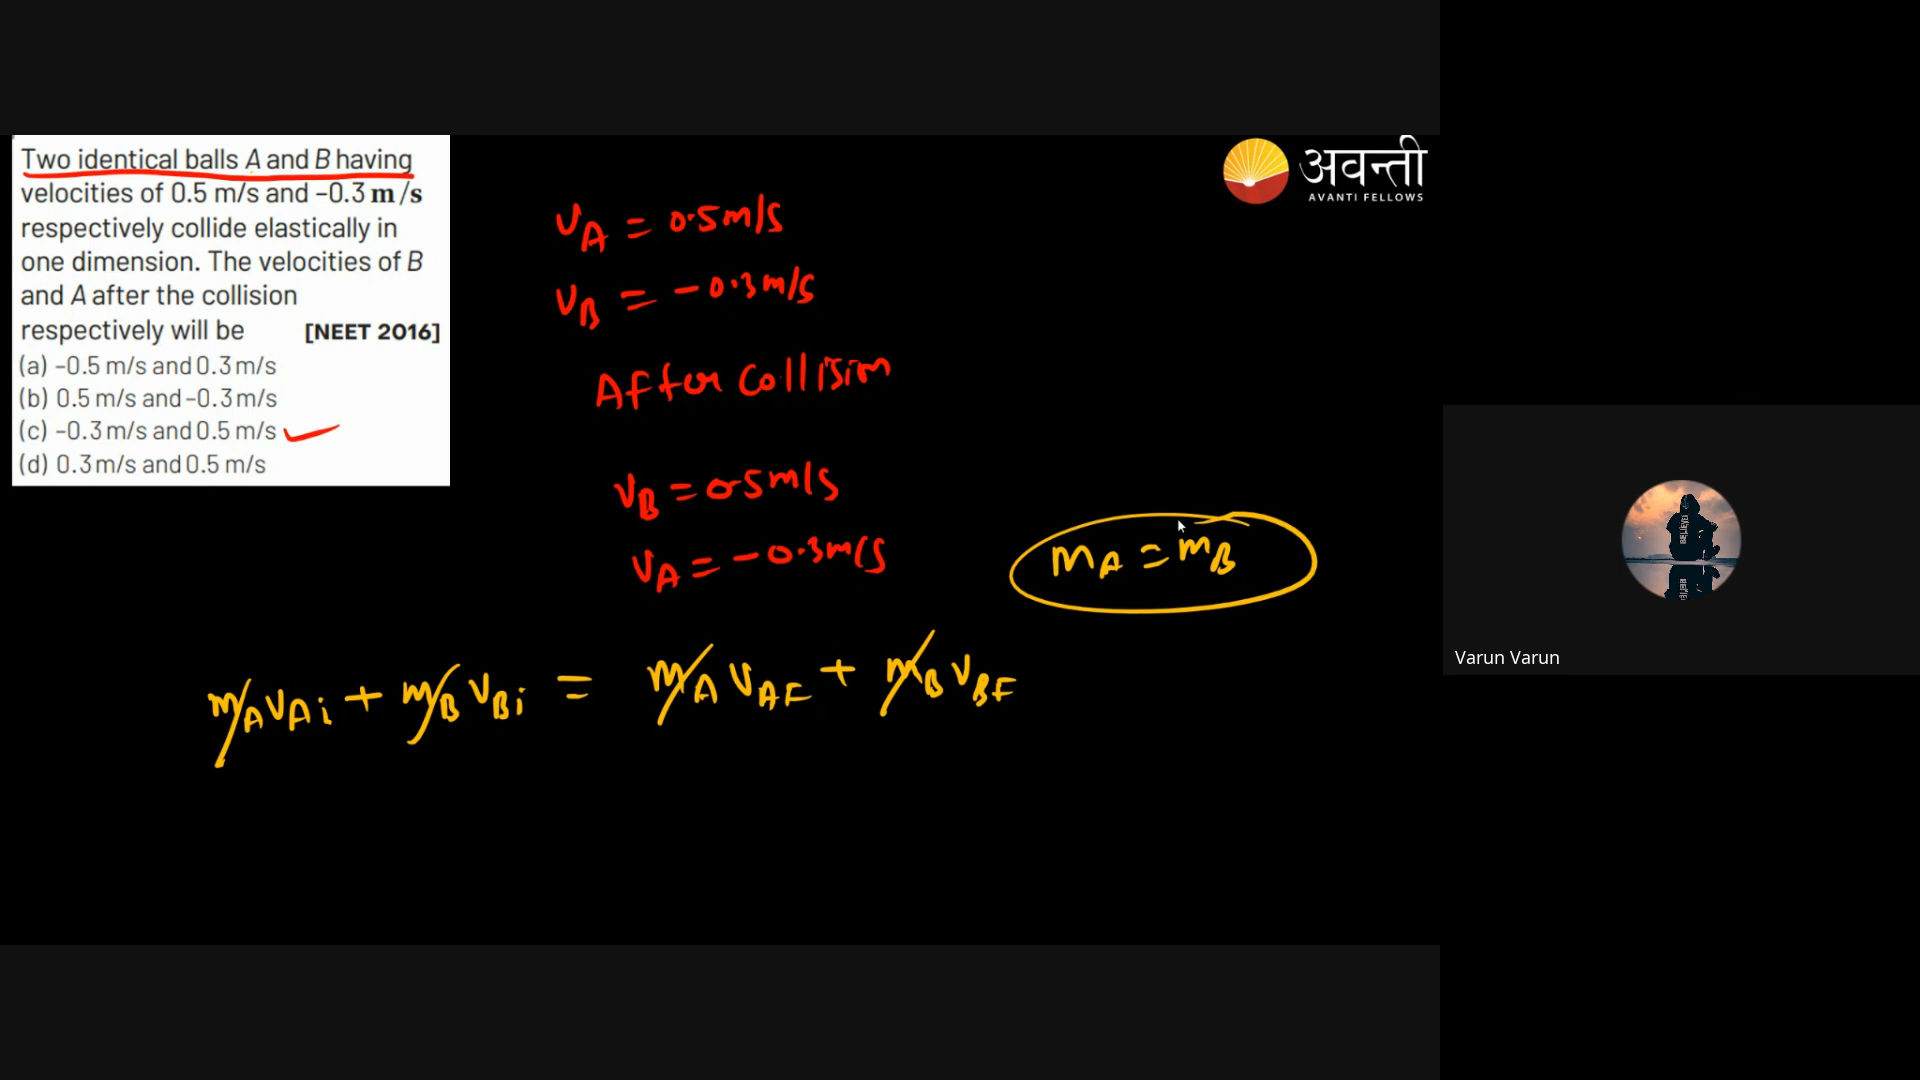 Two identical balls A and B having
velocities of 0.5 m/s and –0.3 m/s
respectively collide elastically in
one dimension. The velocities of B
and A after the collision
respectively will be [NEET 2016]
(a) –0.5 m/s and 0.3 m/s
(b) 0.5 m/s and –0.3 m/s
(c) –0.3 m/s and 0.5 m/s
(d) 0.3 m/s and 0.5 m/s
अवन्ती
AVANTI FELLOWS
VA = 0.5m/s
VB = -0.3m/s
After Collision
VB = 0.5m/s
VA = -0.3m/s
mA = mB
mAVAi + mBVBi = mAVAF + mBVBF
Varun Varun